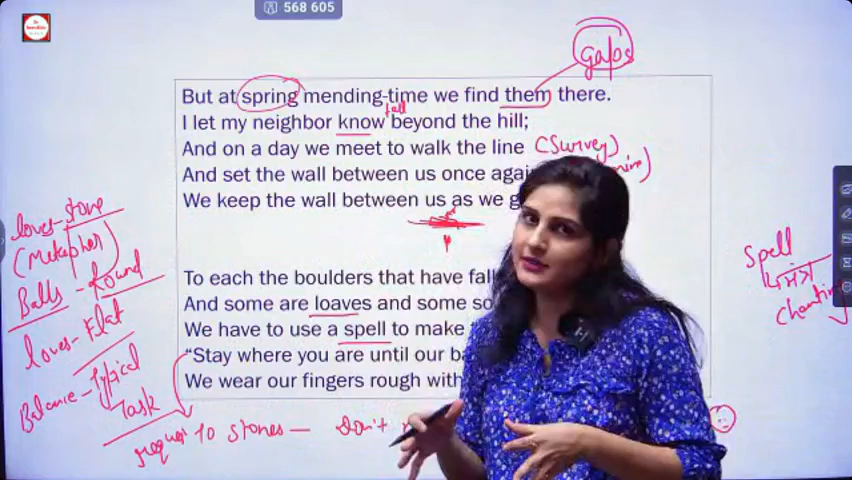 568 605
gaps
But at spring mending-time we find them there.
tell
I let my neighbor know beyond the hill;
And on a day we meet to walk the line (Survey)
And set the wall between us once agai
We keep the wall between us as we g
To each the boulders that have fall
And some are loaves and some so
We have to use a spell to make
“Stay where you are until our ba
We wear our fingers rough with
loves-stone
(Metaphor)
Balls - round
loves-Flat
Balance-typical
Task
request to stones — Don't
Spell
chanting